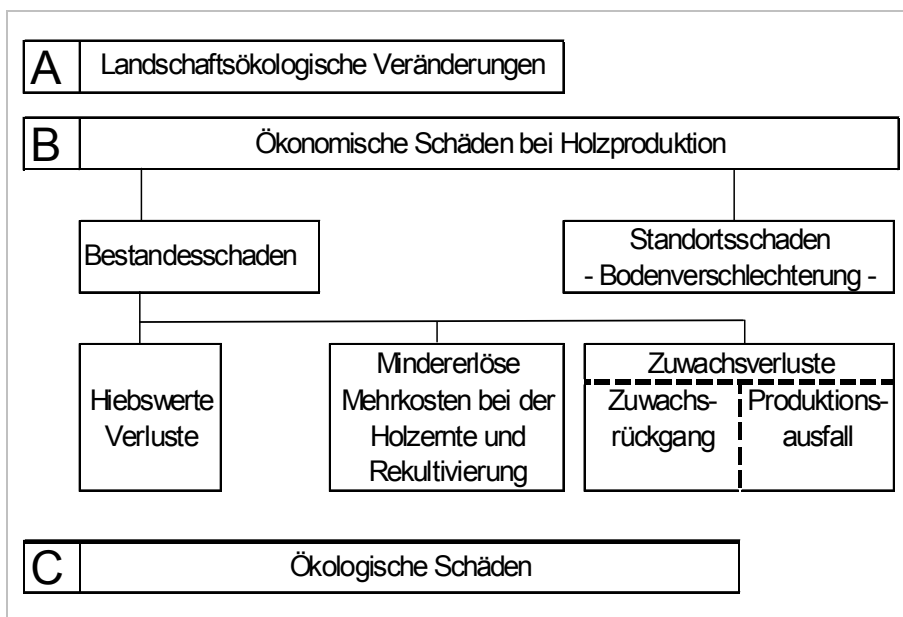 A Landschaftsökologische Veränderungen
B Ökonomische Schäden bei Holzproduktion
Bestandesschaden
Standortsschaden
- Bodenverschlechterung -
Hiebswerte
Verluste
Mindererlöse
Mehrkosten bei der
Holzernte und
Rekultivierung
Zuwachsverluste
Zuwachs-
rückgang
Produktions-
ausfall
C Ökologische Schäden